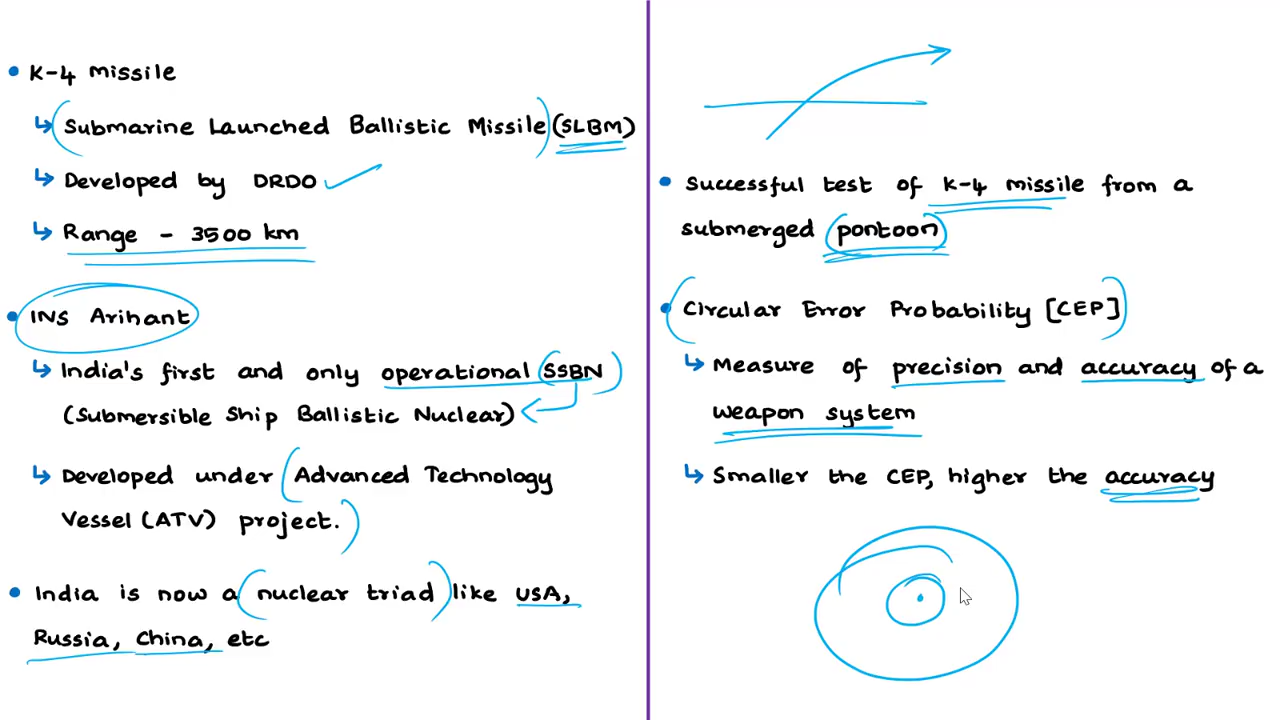 K-4 missile
Submarine Launched Ballistic Missile (SLBM)
Developed by DRDO
Range - 3500 km
INS Arihant
India's first and only operational SSBN
(Submersible Ship Ballistic Nuclear)
Developed under Advanced Technology
Vessel (ATV) project.
India is now a nuclear triad like USA,
Russia, China, etc
Successful test of K-4 missile from a
submerged pontoon
Circular Error Probability [CEP]
Measure of precision and accuracy of a
weapon system
Smaller the CEP, higher the accuracy